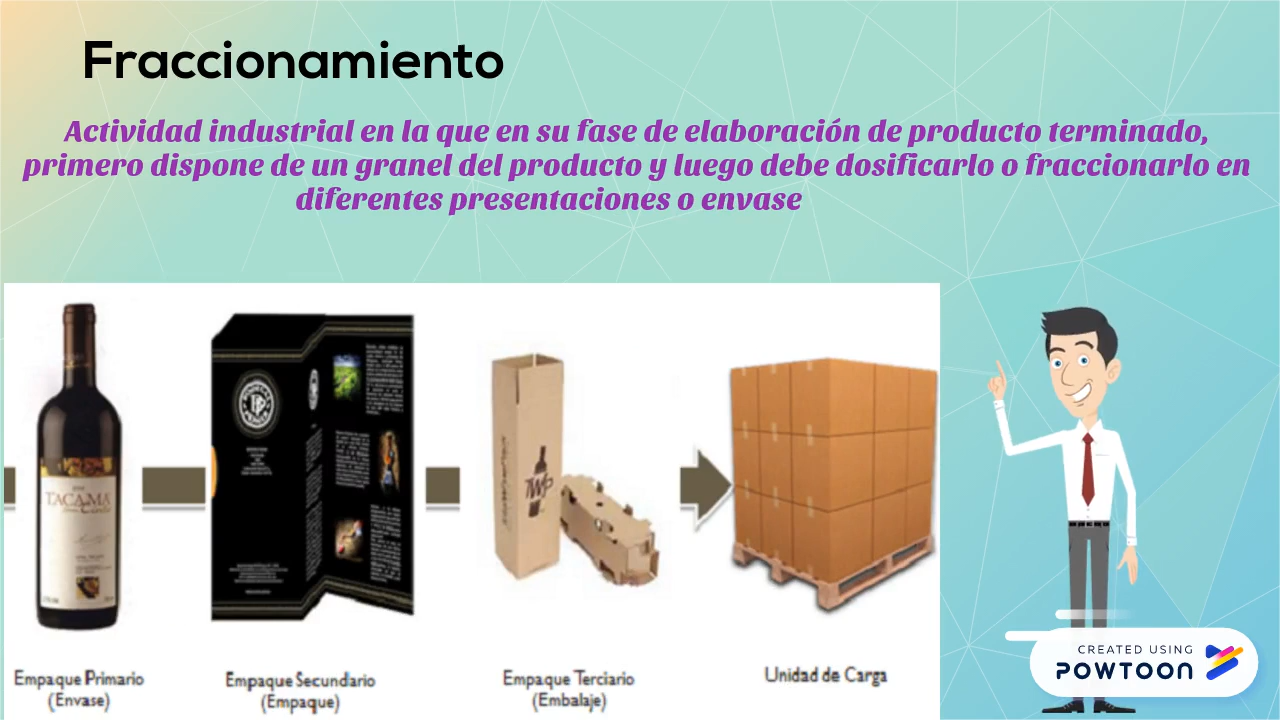 Fraccionamiento
Actividad industrial en la que en su fase de elaboración de producto terminado,
primero dispone de un granel del producto y luego debe dosificarlo o fraccionarlo en
diferentes presentaciones o envase
TACAMA
TWP
Empaque Primario
(Envase)
Empaque Secundario
(Empaque)
Empaque Terciario
(Embalaje)
Unidad de Carga
CREATED USING
POWTOON